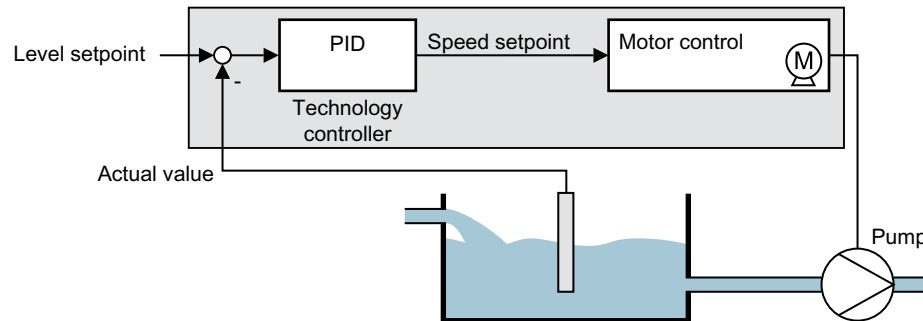 Level setpoint
PID
Speed setpoint
Motor control
M
-
Technology
controller
Actual value
Pump